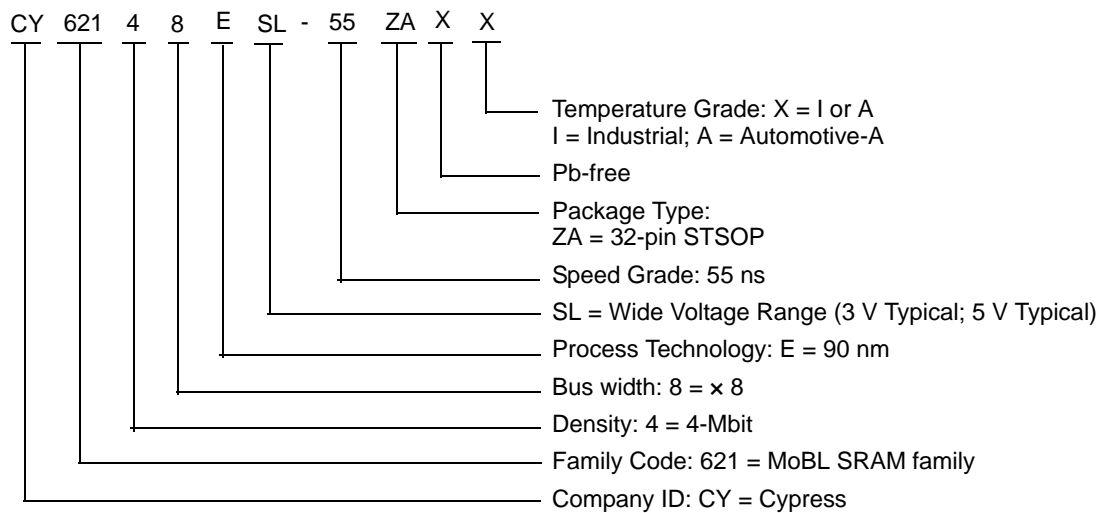 CY 621 4 8 E SL - 55 ZA X X
Temperature Grade: X = I or A
I = Industrial; A = Automotive-A
Pb-free
Package Type:
ZA = 32-pin STSOP
Speed Grade: 55 ns
SL = Wide Voltage Range (3 V Typical; 5 V Typical)
Process Technology: E = 90 nm
Bus width: 8 = × 8
Density: 4 = 4-Mbit
Family Code: 621 = MoBL SRAM family
Company ID: CY = Cypress